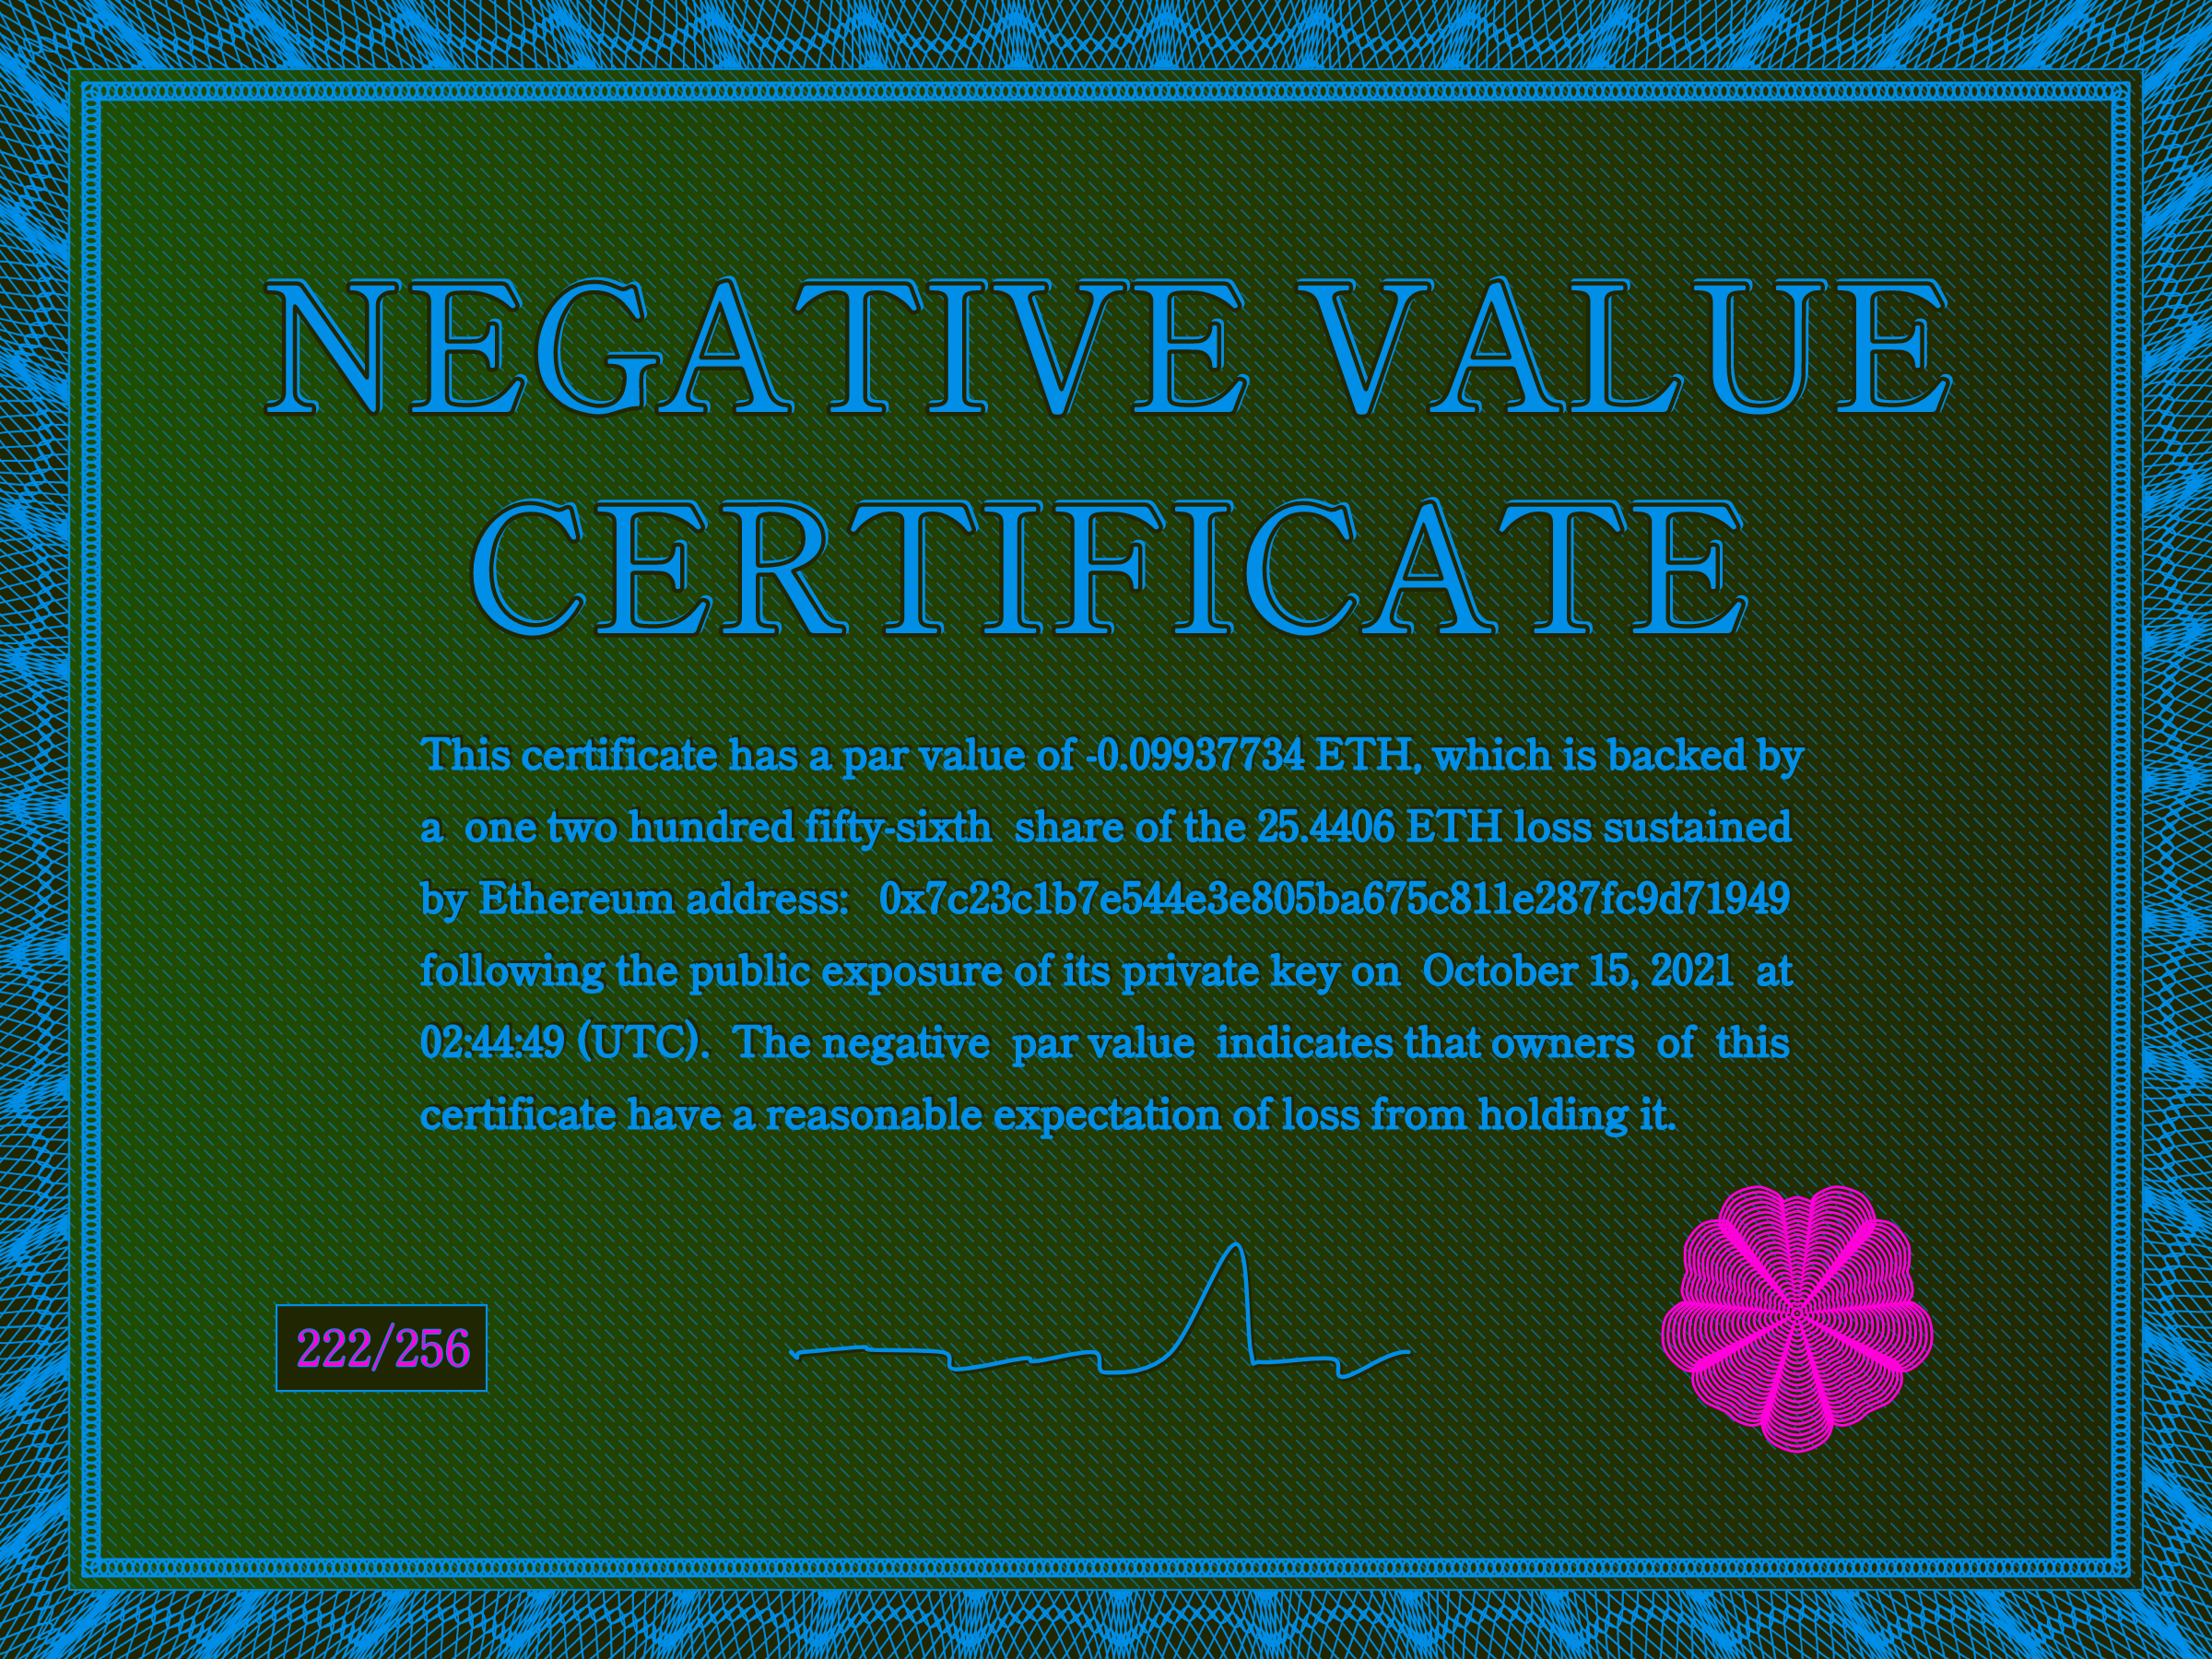 NEGATIVE VALUE
CERTIFICATE
This certificate has a par value of -0.09937734 ETH, which is backed by
a one two hundred fifty-sixth share of the 25.4406 ETH loss sustained
by Ethereum address: 0x7c23c1b7e544e3e805ba675c811e287fc9d71949
following the public exposure of its private key on October 15, 2021 at
02:44:49 (UTC). The negative par value indicates that owners of this
certificate have a reasonable expectation of loss from holding it.
222/256